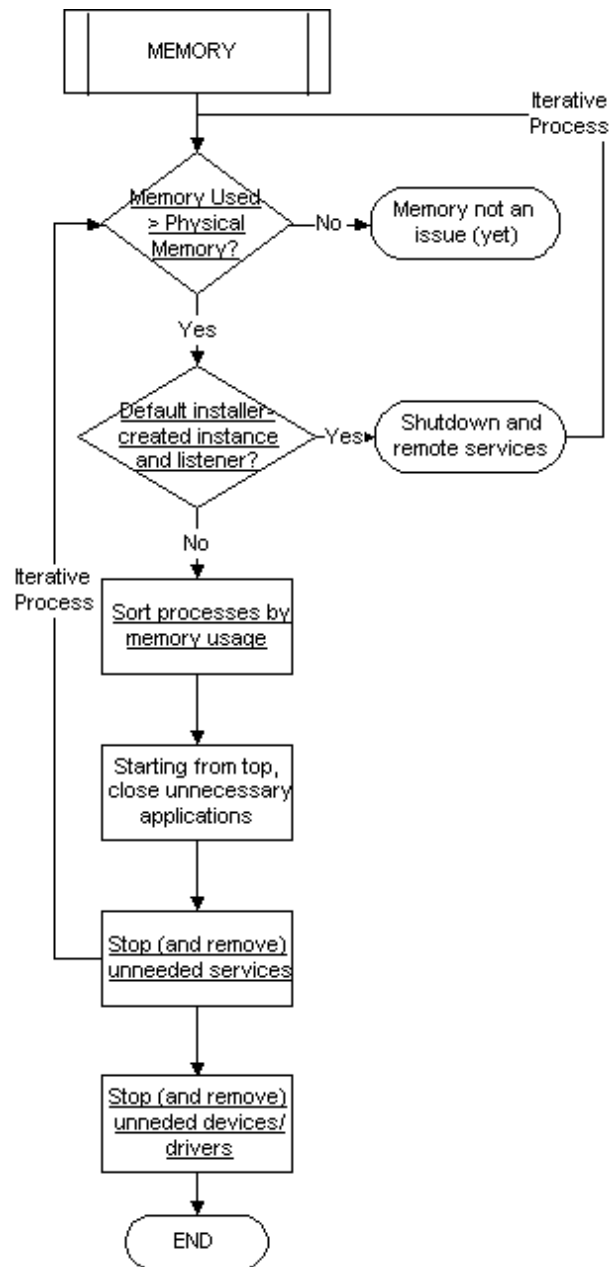 MEMORY
Iterative
Process
Memory Used
> Physical
Memory?
No
Memory not an
issue (yet)
Yes
Default installer-
created instance
and listener?
Yes
Shutdown and
remote services
No
Iterative
Process
Sort processes by
memory usage
Starting from top,
close unnecessary
applications
Stop (and remove)
unneeded services
Stop (and remove)
unneded devices/
drivers
END